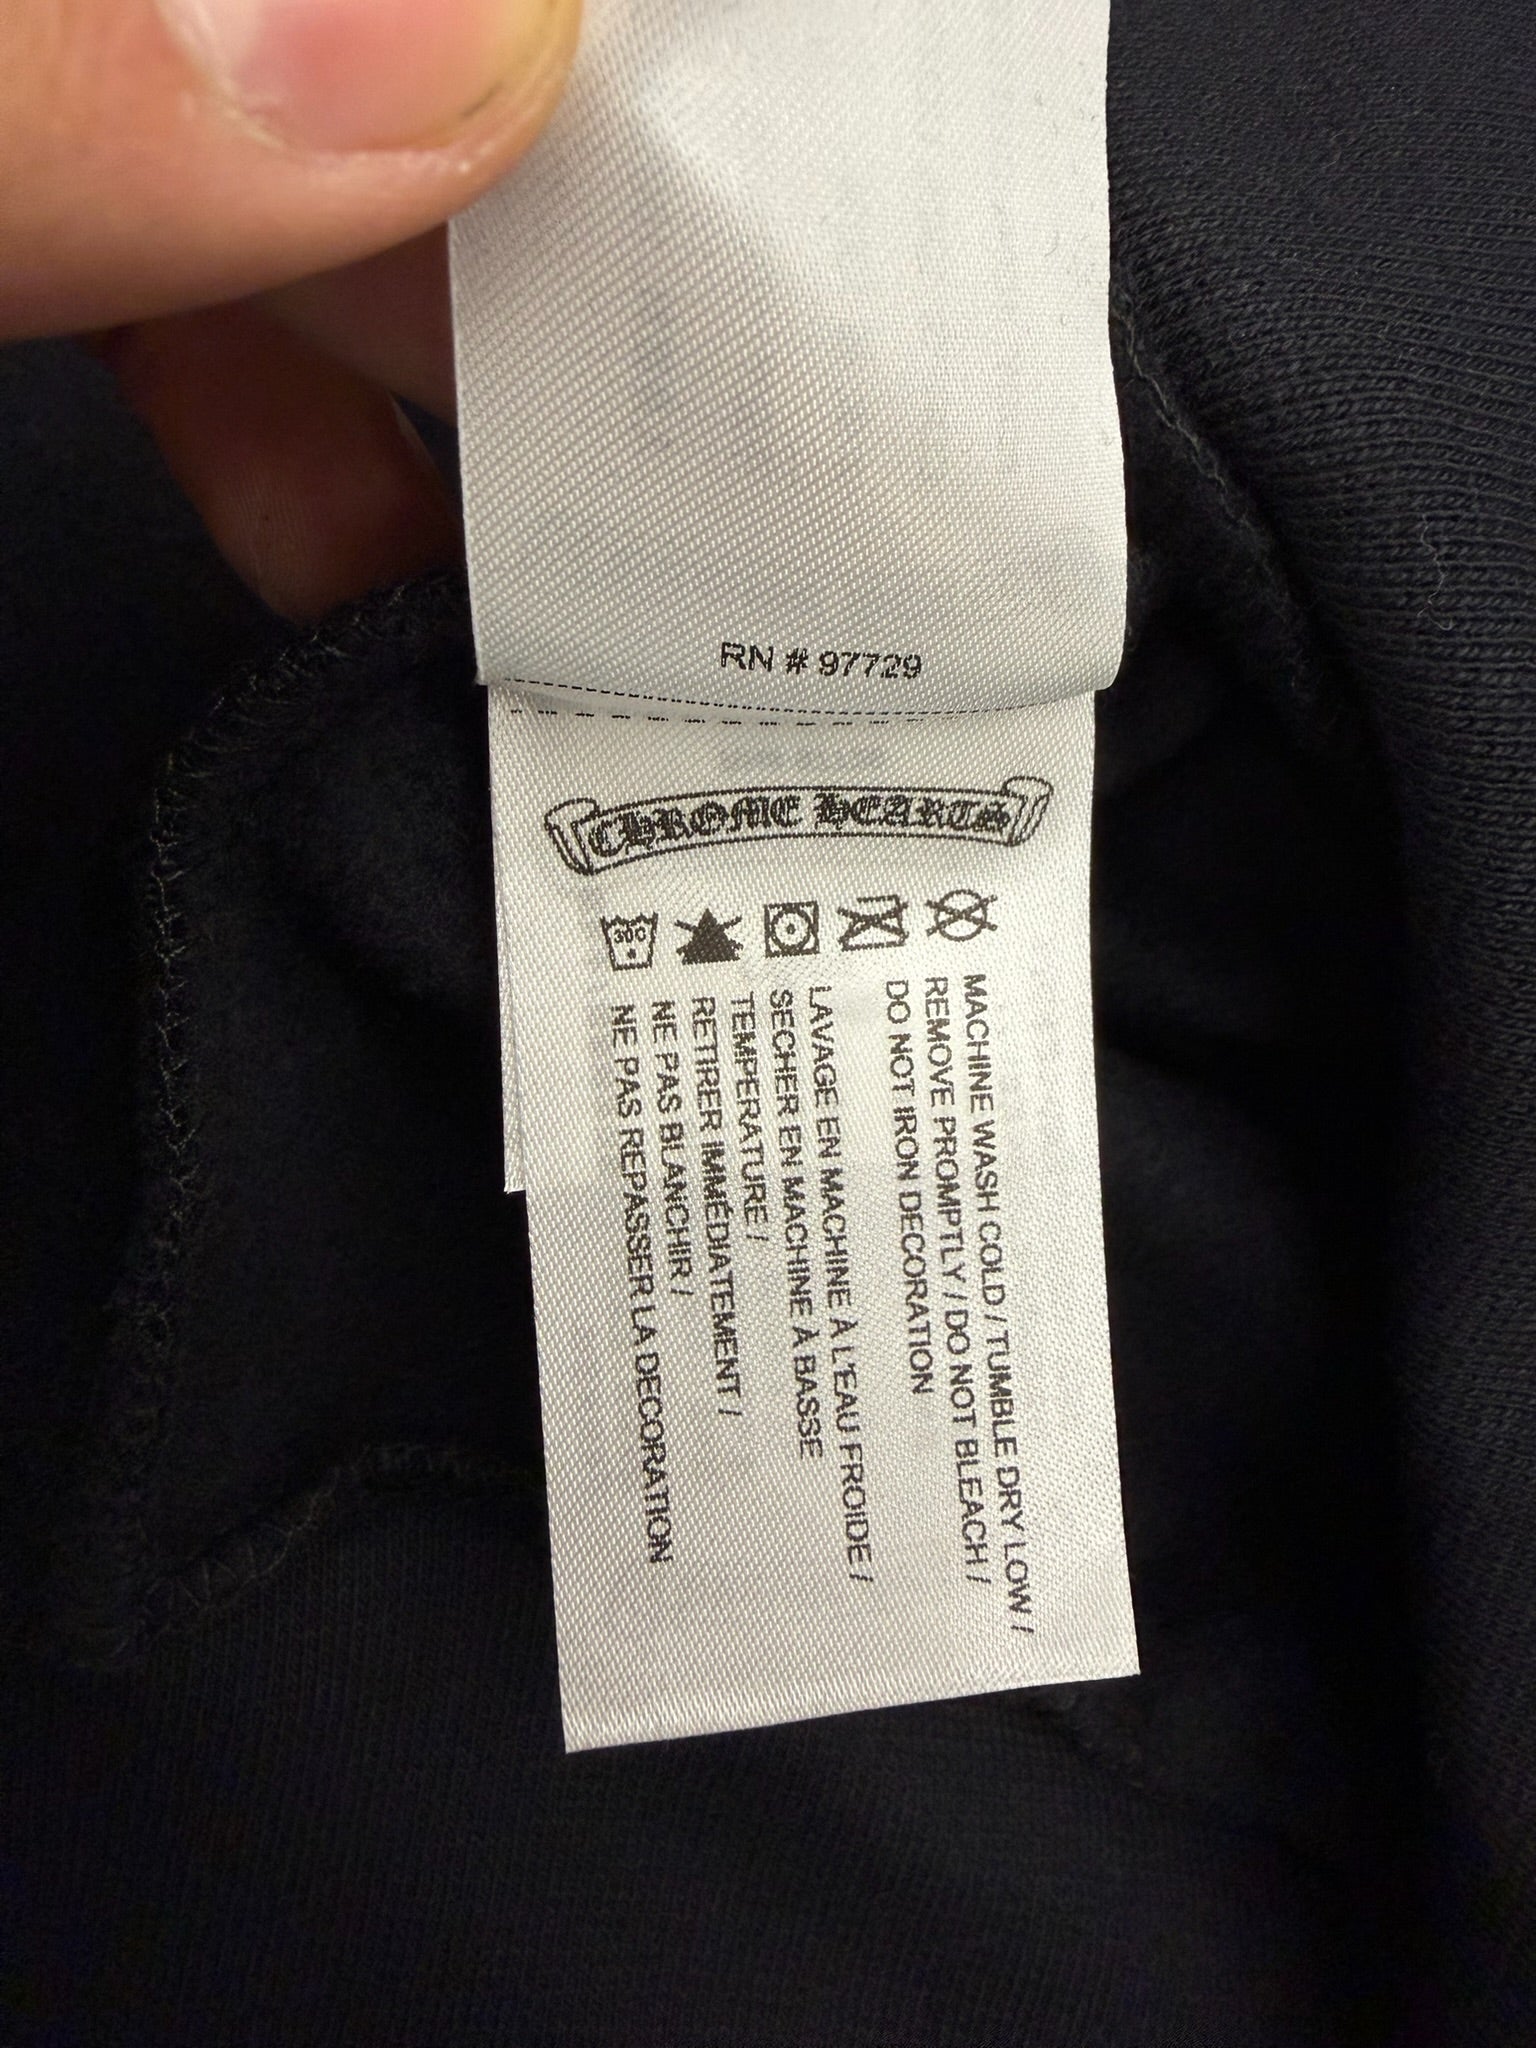 RN # 97729
CHROME HEARTS
30C
MACHINE WASH COLD / TUMBLE DRY LOW /
REMOVE PROMPTLY / DO NOT BLEACH /
DO NOT IRON DECORATION
LAVAGE EN MACHINE À L'EAU FROIDE /
SECHER EN MACHINE À BASSE
TEMPERATURE /
RETIRER IMMÉDIATEMENT /
NE PAS BLANCHIR /
NE PAS REPASSER LA DECORATION